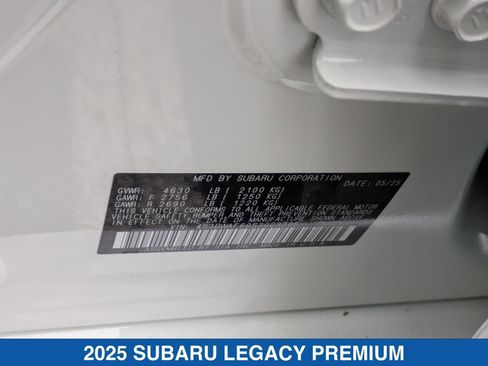 MFD BY SUBARU CORPORATION
DATE: 05/25
GVWR: 4630 LB ( 2100 KG)
GAWR: F 2756 LB ( 1250 KG)
GAWR: R 2690 LB ( 1220 KG)
THIS VEHICLE CONFORMS TO ALL APPLICABLE FEDERAL MOTOR
VEHICLE SAFETY, BUMPER, AND THEFT PREVENTION STANDARDS
IN EFFECT ON THE DATE OF MANUFACTURE SHOWN ABOVE.
VIN:
2025 SUBARU LEGACY PREMIUM